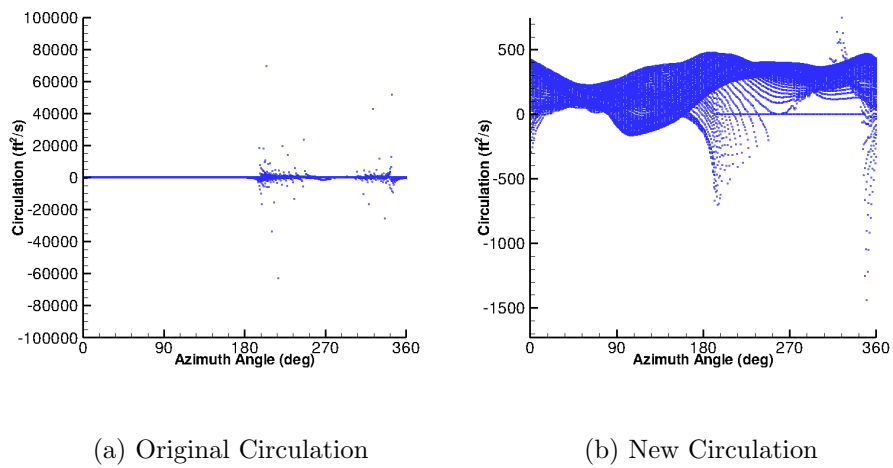 100000
80000
60000
40000
20000
0
-20000
-40000
-60000
-80000
-100000
Circulation (ft²/s)
0 90 180 270 360
Azimuth Angle (deg)
(a) Original Circulation
500
0
-500
-1000
-1500
Circulation (ft²/s)
0 90 180 270 360
Azimuth Angle (deg)
(b) New Circulation